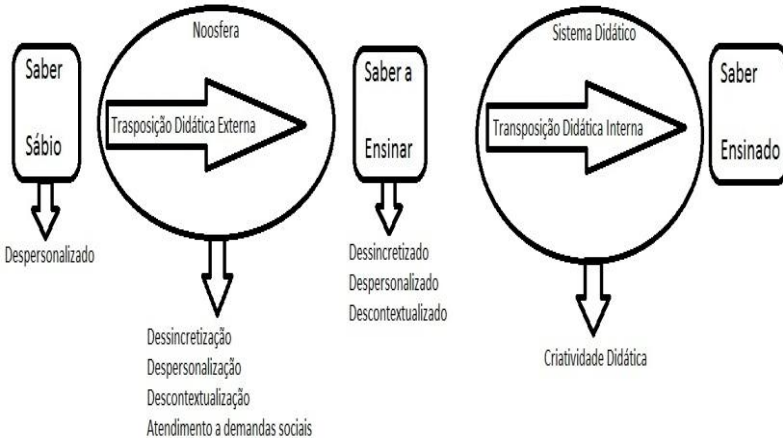 Noosfera
Sistema Didático
Saber
Sábio
Trasposição Didática Externa
Saber a
Ensinar
Transposição Didática Interna
Saber
Ensinado
Despersonalizado
Dessincretizado
Despersonalizado
Descontextualizado
Dessincretização
Despersonalização
Descontextualização
Atendimento a demandas sociais
Criatividade Didática